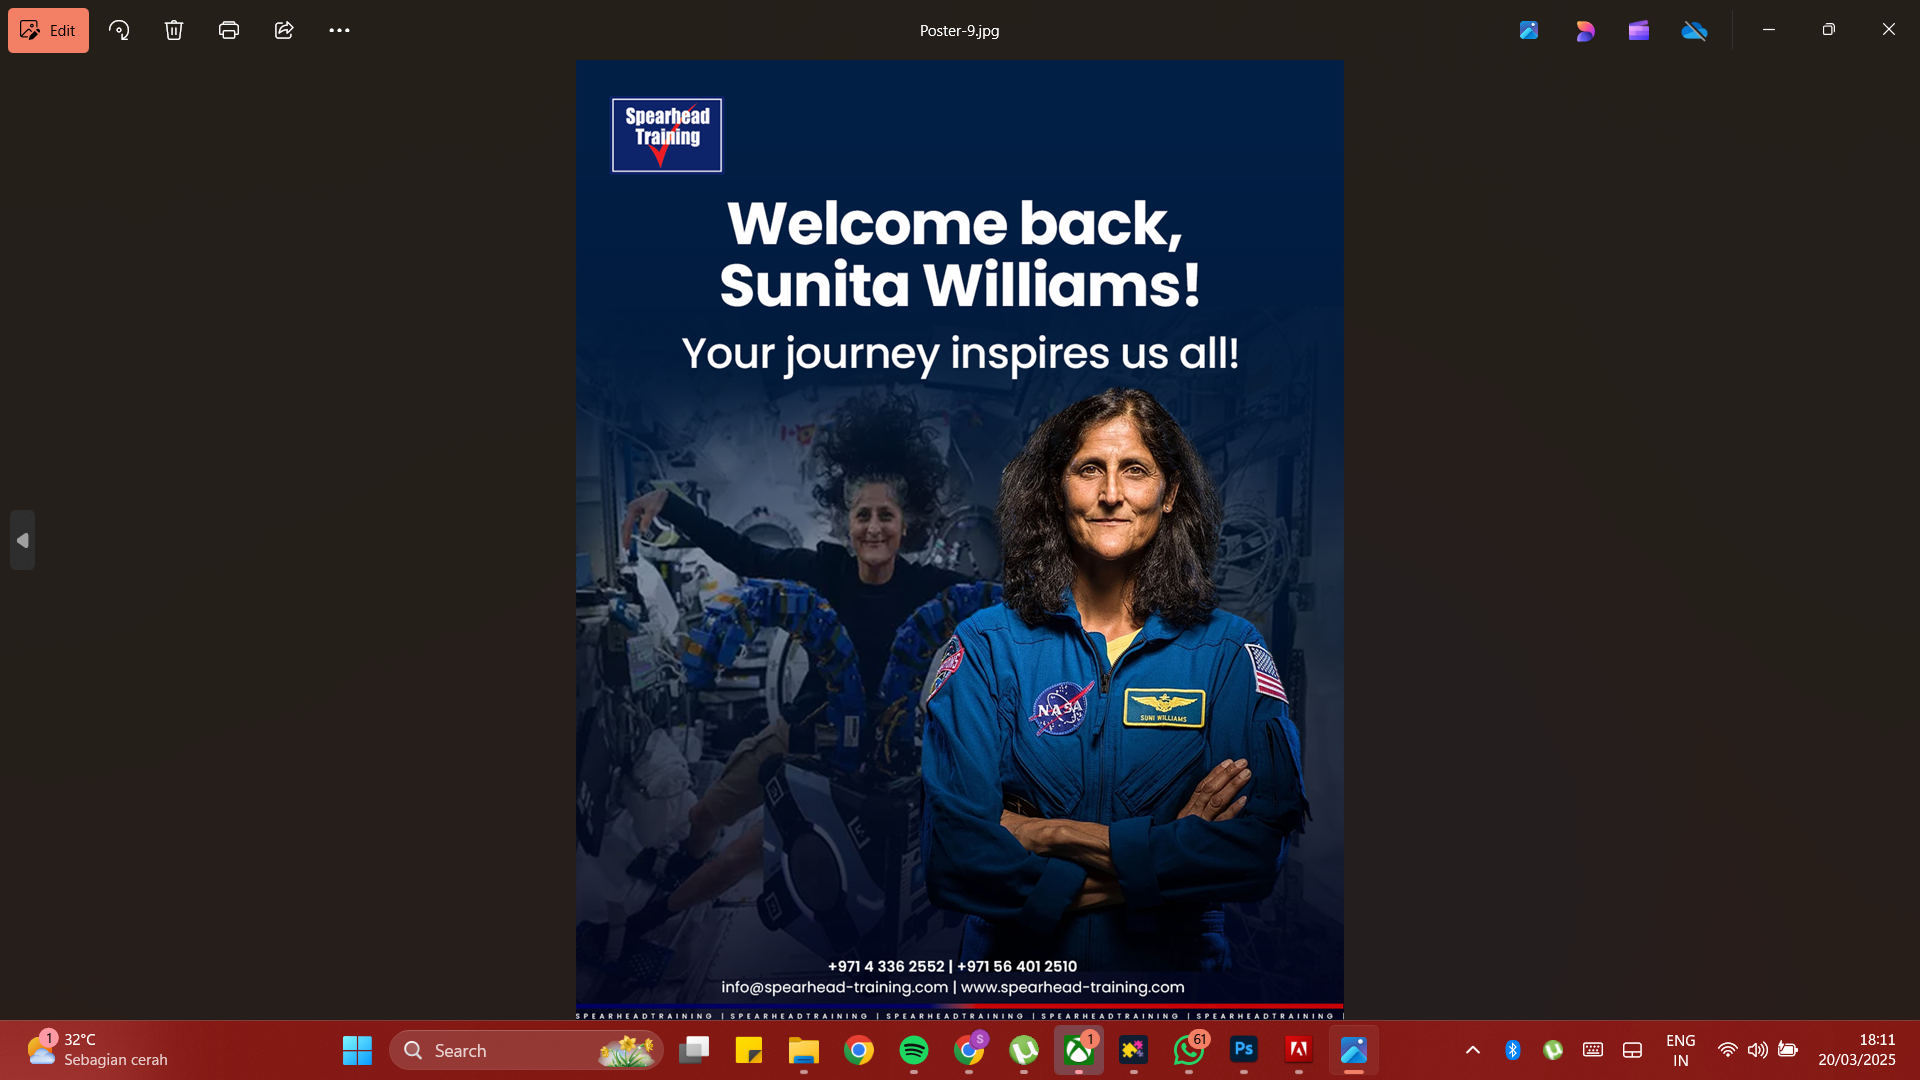 Edit
Poster-9.jpg
Spearhead
Training
Welcome back,
Sunita Williams!
Your journey inspires us all!
NASA
SUNI WILLIAMS
+971 4 336 2552 | +971 56 401 2510
info@spearhead-training.com | www.spearhead-training.com
SPEARHEADTRAINING | SPEARHEADTRAINING | SPEARHEADTRAINING | SPEARHEADTRAINING | SPEARHEADTRAINING |
1
32°C
Sebagian cerah
Search
S
1
61
Ps
ENG
IN
18:11
20/03/2025